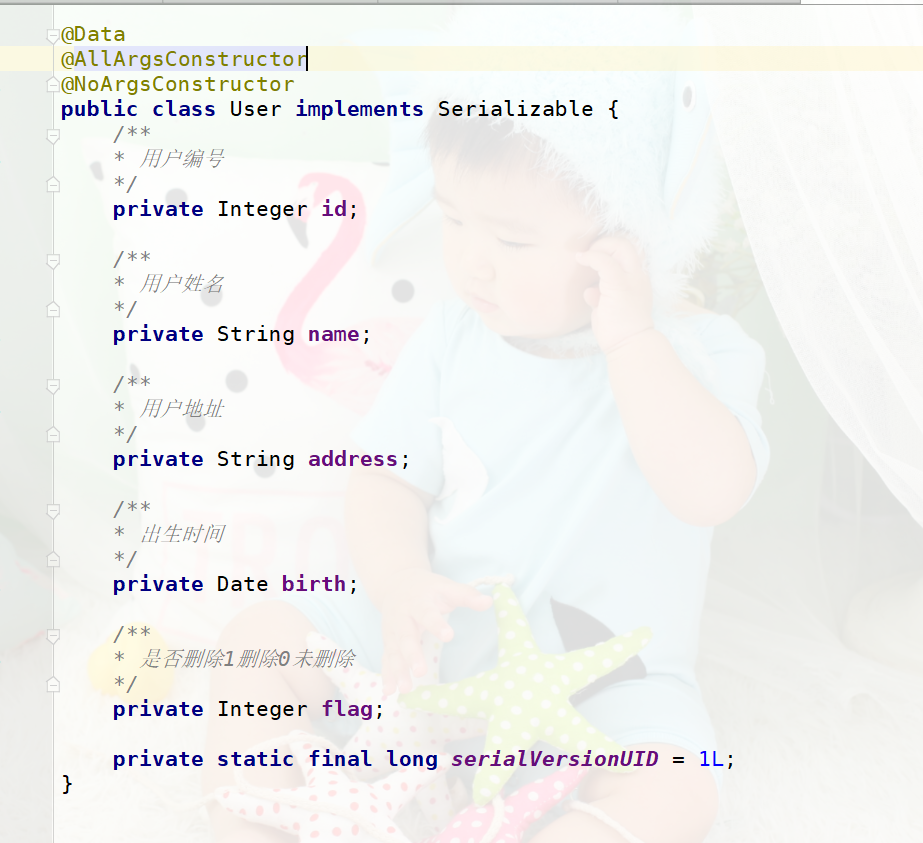 @Data
@AllArgsConstructor
@NoArgsConstructor
public class User implements Serializable {
    /**
    * 用户编号
    */
    private Integer id;

    /**
    * 用户姓名
    */
    private String name;

    /**
    * 用户地址
    */
    private String address;

    /**
    * 出生时间
    */
    private Date birth;

    /**
    * 是否删除1删除0未删除
    */
    private Integer flag;

    private static final long serialVersionUID = 1L;
}